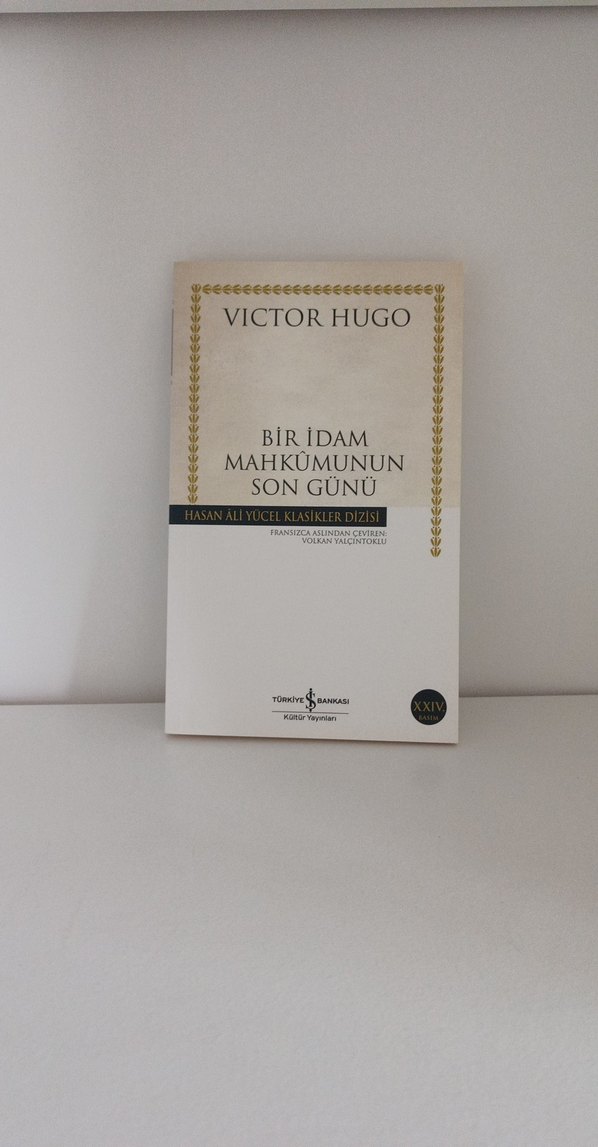 VICTOR HUGO
BİR İDAM
MAHKÛMUNUN
SON GÜNÜ
HASAN ÂLİ YÜCEL KLASİKLER DİZİSİ
FRANSIZCA ASLINDAN ÇEVİREN:
VOLKAN YALÇINTOKLU
TÜRKİYE İŞ BANKASI
Kültür Yayınları
XXIV.
BASIM